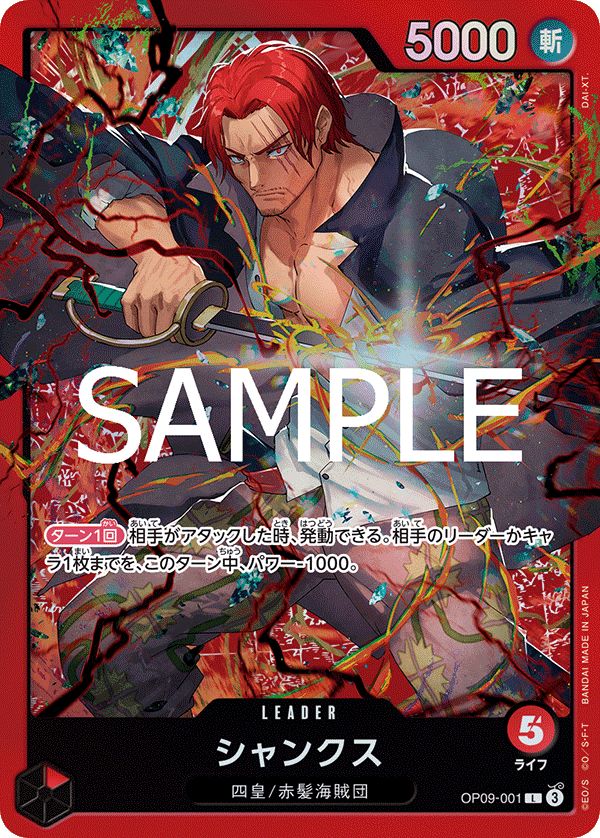 5000 斬
DAI-XT.
SAMPLE
ターン1回 相手がアタックした時、発動できる。相手のリーダーかキャ
ラ1枚までを、このターン中、パワー-1000。
LEADER
シャンクス
四皇/赤髪海賊団
5
ライフ
OP09-001 L 3
©E.O/S ©O./S・F・T BANDAI MADE IN JAPAN